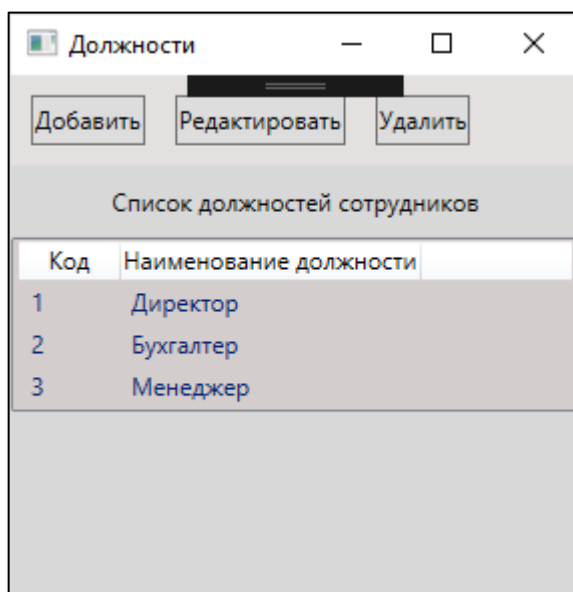 Должности
Добавить Редактировать Удалить
Список должностей сотрудников
Код Наименование должности
1 Директор
2 Бухгалтер
3 Менеджер